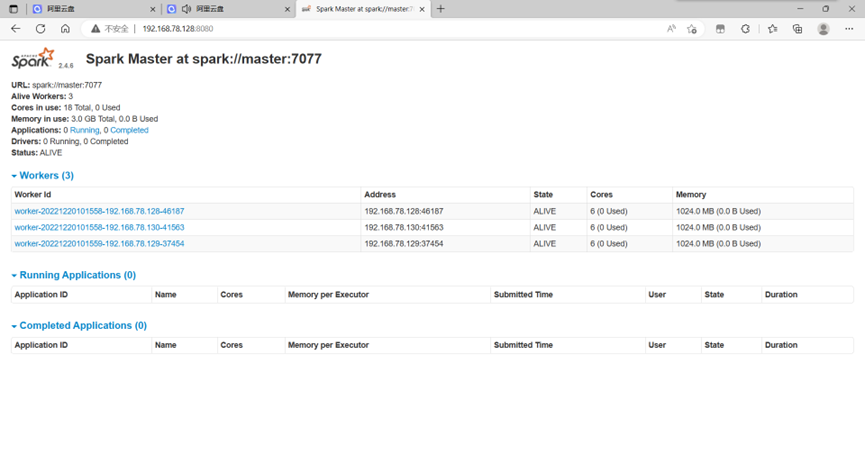 阿里云盘
阿里云盘
Spark Master at spark://master:7
不安全 192.168.78.128:8080
APACHE Spark 2.4.6 Spark Master at spark://master:7077
URL: spark://master:7077
Alive Workers: 3
Cores in use: 18 Total, 0 Used
Memory in use: 3.0 GB Total, 0.0 B Used
Applications: 0 Running, 0 Completed
Drivers: 0 Running, 0 Completed
Status: ALIVE
Workers (3)
Worker Id Address State Cores Memory
worker-20221220101558-192.168.78.128-46187 192.168.78.128:46187 ALIVE 6 (0 Used) 1024.0 MB (0.0 B Used)
worker-20221220101558-192.168.78.130-41563 192.168.78.130:41563 ALIVE 6 (0 Used) 1024.0 MB (0.0 B Used)
worker-20221220101559-192.168.78.129-37454 192.168.78.129:37454 ALIVE 6 (0 Used) 1024.0 MB (0.0 B Used)
Running Applications (0)
Application ID Name Cores Memory per Executor Submitted Time User State Duration
Completed Applications (0)
Application ID Name Cores Memory per Executor Submitted Time User State Duration